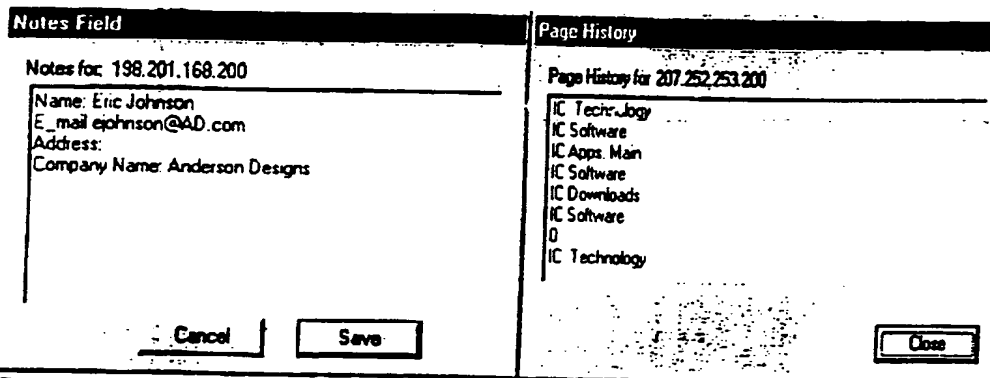 Notes Field
Notes for: 198.201.168.200
Name: Eric Johnson
E_mail ejohnson@AD.com
Address:
Company Name: Anderson Designs
Cancel
Save
Page History
Page History for 207.252.253.200
IC Technology
IC Software
IC Apps. Main
IC Software
IC Downloads
IC Software
0
IC Technology
Close